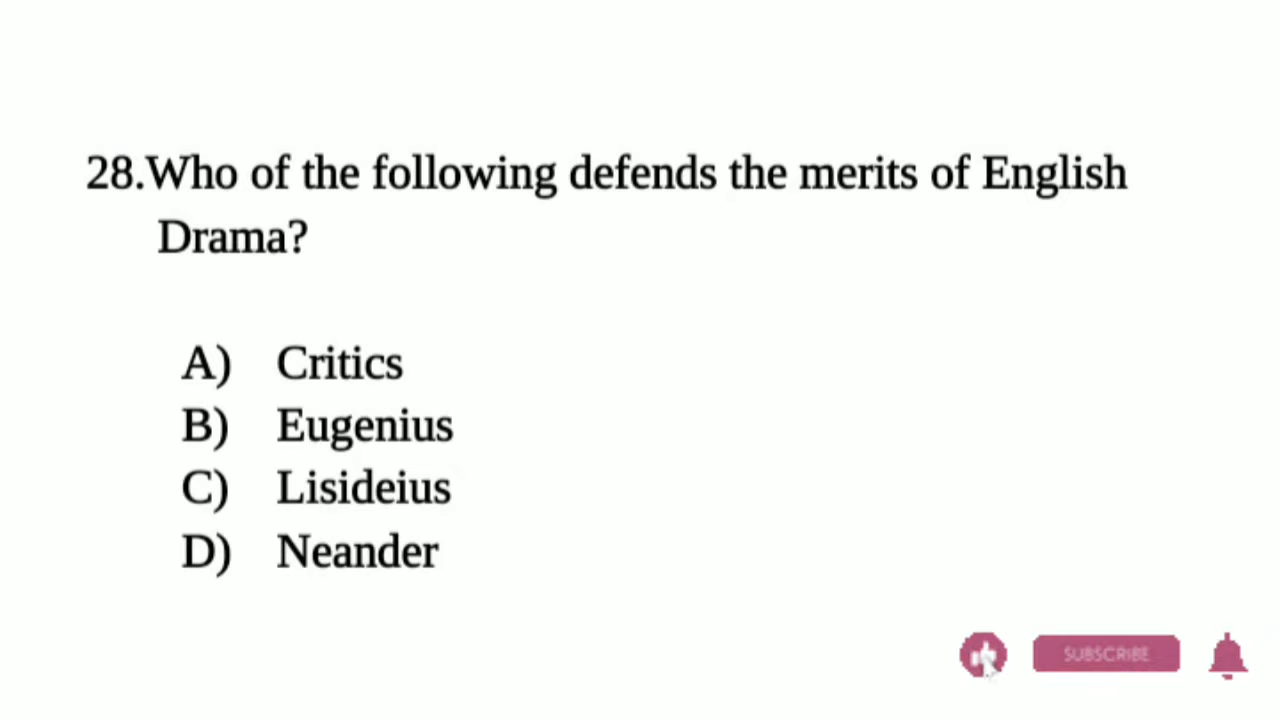 28.Who of the following defends the merits of English
Drama?
A) Critics
B) Eugenius
C) Lisideius
D) Neander
SUBSCRIBE